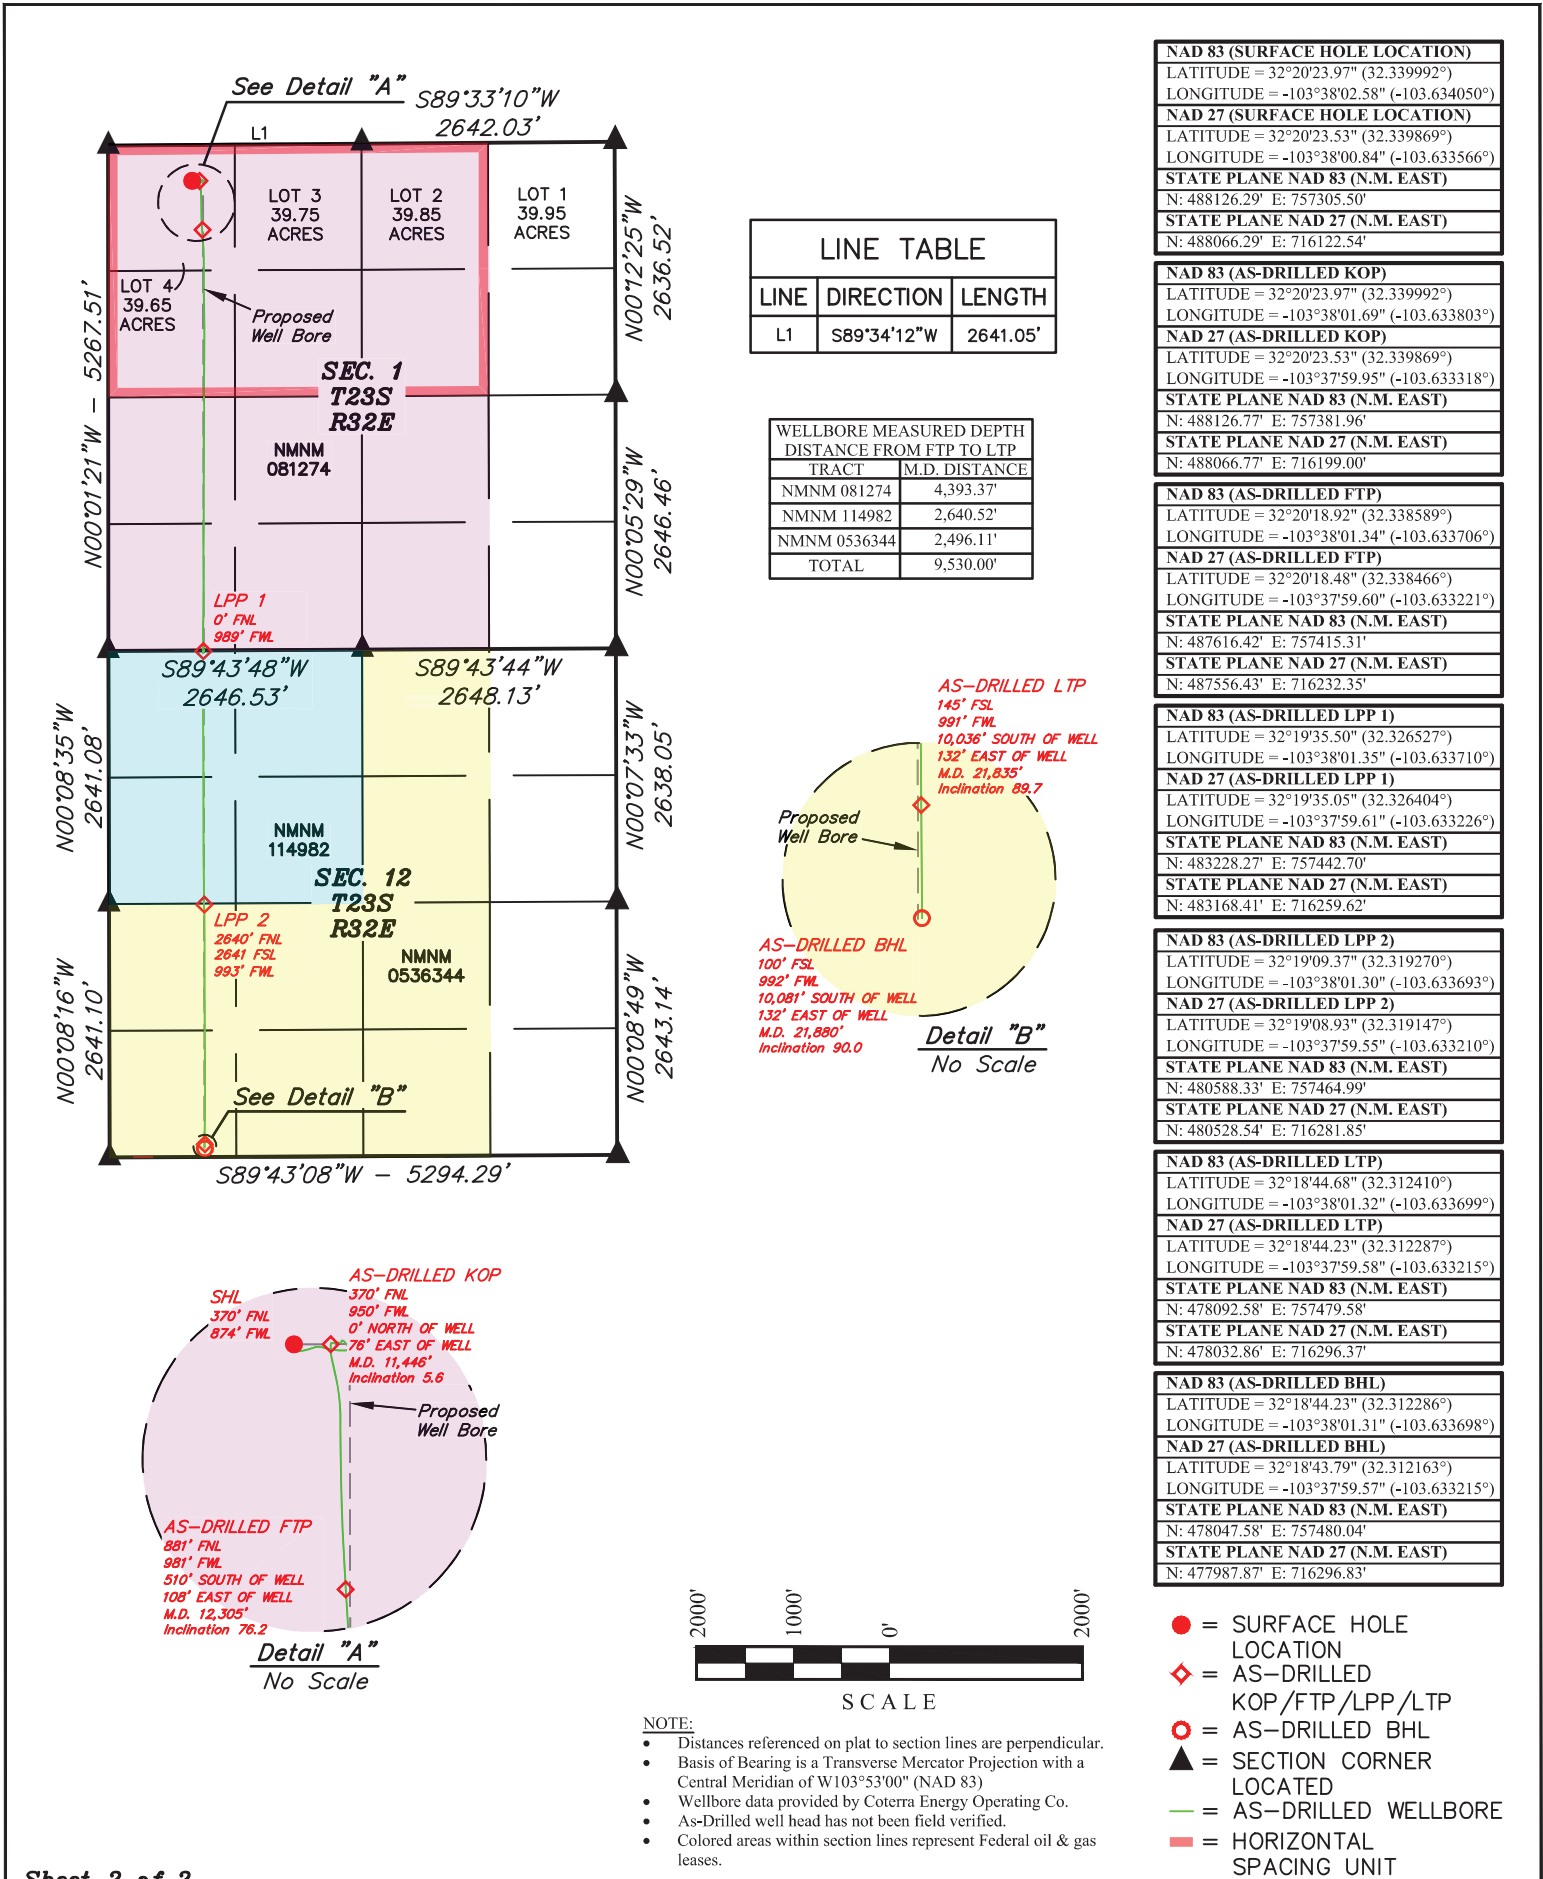 See Detail "A"
S89°33'10"W
2642.03'
L1
LOT 3
39.75
ACRES
LOT 2
39.85
ACRES
LOT 1
39.95
ACRES
LOT 4
39.65
ACRES
Proposed
Well Bore
N00°12'25"W
2636.52'
N00°01'21"W – 5267.51'
SEC. 1
T23S
R32E
NMNM
081274
N00°05'29"W
2646.46'
LPP 1
0' FNL
989' FWL
S89°43'48"W
2646.53'
S89°43'44"W
2648.13'
N00°08'35"W
2641.08'
N00°07'33"W
2638.05'
NMNM
114982
SEC. 12
T23S
R32E
LPP 2
2640' FNL
2641 FSL
993' FWL
NMNM
0536344
N00°08'16"W
2641.10'
N00°08'49"W
2643.14'
See Detail "B"
S89°43'08"W – 5294.29'
LINE TABLE
LINE DIRECTION LENGTH
L1 S89°34'12"W 2641.05'
WELLBORE MEASURED DEPTH
DISTANCE FROM FTP TO LTP
TRACT M.D. DISTANCE
NMNM 081274 4,393.37'
NMNM 114982 2,640.52'
NMNM 0536344 2,496.11'
TOTAL 9,530.00'
AS-DRILLED LTP
145' FSL
991' FWL
10,036' SOUTH OF WELL
132' EAST OF WELL
M.D. 21,835'
Inclination 89.7
Proposed
Well Bore
AS-DRILLED BHL
100' FSL
992' FWL
10,081' SOUTH OF WELL
132' EAST OF WELL
M.D. 21,880'
Inclination 90.0
Detail "B"
No Scale
SHL
370' FNL
874' FWL
AS-DRILLED KOP
370' FNL
950' FWL
0' NORTH OF WELL
76' EAST OF WELL
M.D. 11,446'
Inclination 5.6
Proposed
Well Bore
AS-DRILLED FTP
881' FNL
981' FWL
510' SOUTH OF WELL
108' EAST OF WELL
M.D. 12,305'
Inclination 76.2
Detail "A"
No Scale
2000' 1000' 0' 2000'
SCALE
NOTE:
• Distances referenced on plat to section lines are perpendicular.
• Basis of Bearing is a Transverse Mercator Projection with a
Central Meridian of W103°53'00" (NAD 83)
• Wellbore data provided by Coterra Energy Operating Co.
• As-Drilled well head has not been field verified.
• Colored areas within section lines represent Federal oil & gas
leases.
NAD 83 (SURFACE HOLE LOCATION)
LATITUDE = 32°20'23.97" (32.339992°)
LONGITUDE = -103°38'02.58" (-103.634050°)
NAD 27 (SURFACE HOLE LOCATION)
LATITUDE = 32°20'23.53" (32.339869°)
LONGITUDE = -103°38'00.84" (-103.633566°)
STATE PLANE NAD 83 (N.M. EAST)
N: 488126.29' E: 757305.50'
STATE PLANE NAD 27 (N.M. EAST)
N: 488066.29' E: 716122.54'
NAD 83 (AS-DRILLED KOP)
LATITUDE = 32°20'23.97" (32.339992°)
LONGITUDE = -103°38'01.69" (-103.633803°)
NAD 27 (AS-DRILLED KOP)
LATITUDE = 32°20'23.53" (32.339869°)
LONGITUDE = -103°37'59.95" (-103.633318°)
STATE PLANE NAD 83 (N.M. EAST)
N: 488126.77' E: 757381.96'
STATE PLANE NAD 27 (N.M. EAST)
N: 488066.77' E: 716199.00'
NAD 83 (AS-DRILLED FTP)
LATITUDE = 32°20'18.92" (32.338589°)
LONGITUDE = -103°38'01.34" (-103.633706°)
NAD 27 (AS-DRILLED FTP)
LATITUDE = 32°20'18.48" (32.338466°)
LONGITUDE = -103°37'59.60" (-103.633221°)
STATE PLANE NAD 83 (N.M. EAST)
N: 487616.42' E: 757415.31'
STATE PLANE NAD 27 (N.M. EAST)
N: 487556.43' E: 716232.35'
NAD 83 (AS-DRILLED LPP 1)
LATITUDE = 32°19'35.50" (32.326527°)
LONGITUDE = -103°38'01.35" (-103.633710°)
NAD 27 (AS-DRILLED LPP 1)
LATITUDE = 32°19'35.05" (32.326404°)
LONGITUDE = -103°37'59.61" (-103.633226°)
STATE PLANE NAD 83 (N.M. EAST)
N: 483228.27' E: 757442.70'
STATE PLANE NAD 27 (N.M. EAST)
N: 483168.41' E: 716259.62'
NAD 83 (AS-DRILLED LPP 2)
LATITUDE = 32°19'09.37" (32.319270°)
LONGITUDE = -103°38'01.30" (-103.633693°)
NAD 27 (AS-DRILLED LPP 2)
LATITUDE = 32°19'08.93" (32.319147°)
LONGITUDE = -103°37'59.55" (-103.633210°)
STATE PLANE NAD 83 (N.M. EAST)
N: 480588.33' E: 757464.99'
STATE PLANE NAD 27 (N.M. EAST)
N: 480528.54' E: 716281.85'
NAD 83 (AS-DRILLED LTP)
LATITUDE = 32°18'44.68" (32.312410°)
LONGITUDE = -103°38'01.32" (-103.633699°)
NAD 27 (AS-DRILLED LTP)
LATITUDE = 32°18'44.23" (32.312287°)
LONGITUDE = -103°37'59.58" (-103.633215°)
STATE PLANE NAD 83 (N.M. EAST)
N: 478092.58' E: 757479.58'
STATE PLANE NAD 27 (N.M. EAST)
N: 478032.86' E: 716296.37'
NAD 83 (AS-DRILLED BHL)
LATITUDE = 32°18'44.23" (32.312286°)
LONGITUDE = -103°38'01.31" (-103.633698°)
NAD 27 (AS-DRILLED BHL)
LATITUDE = 32°18'43.79" (32.312163°)
LONGITUDE = -103°37'59.57" (-103.633215°)
STATE PLANE NAD 83 (N.M. EAST)
N: 478047.58' E: 757480.04'
STATE PLANE NAD 27 (N.M. EAST)
N: 477987.87' E: 716296.83'
= SURFACE HOLE
LOCATION
= AS-DRILLED
KOP/FTP/LPP/LTP
= AS-DRILLED BHL
= SECTION CORNER
LOCATED
= AS-DRILLED WELLBORE
= HORIZONTAL
SPACING UNIT
Sheet 2 of 2